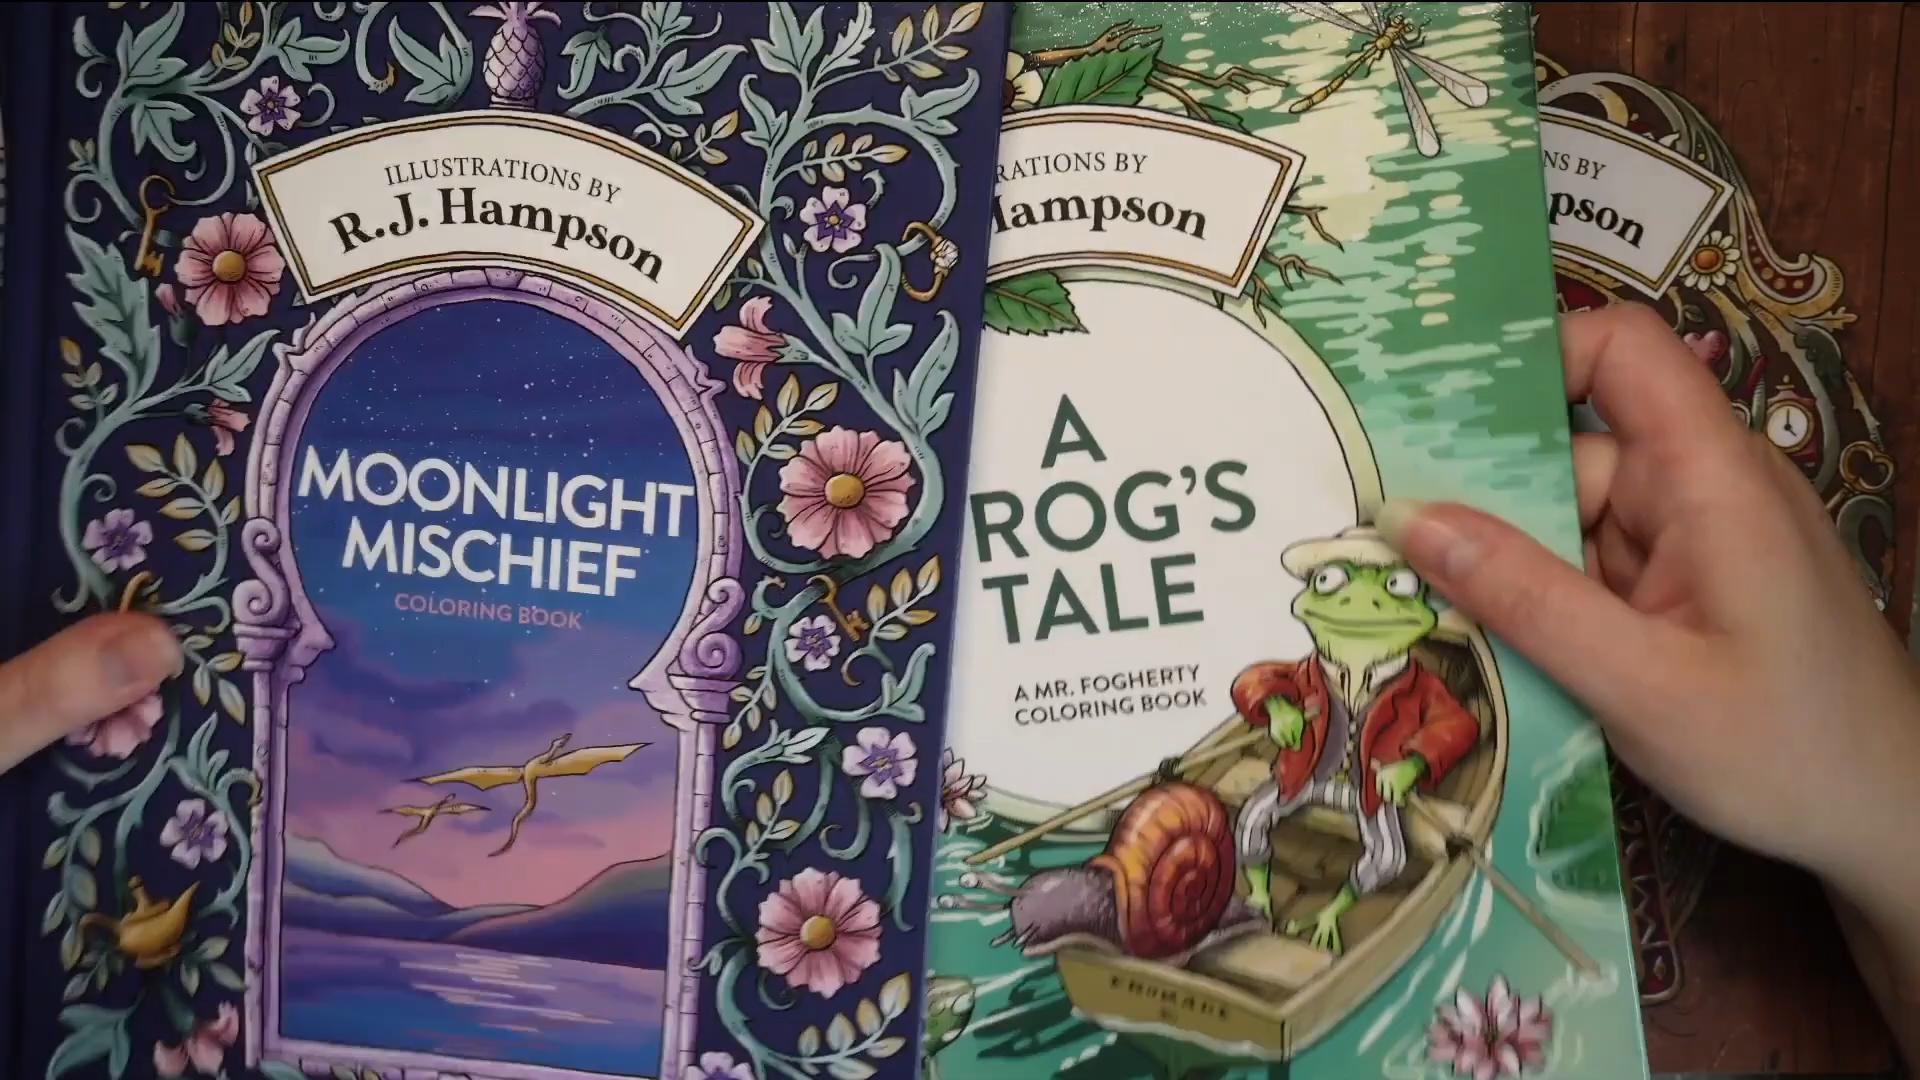 ILLUSTRATIONS BY
R.J. Hampson
MOONLIGHT
MISCHIEF
COLORING BOOK
RATIONS BY
Hampson
A
ROG'S
TALE
A MR. FOGHERTY
COLORING BOOK
NS BY
pson